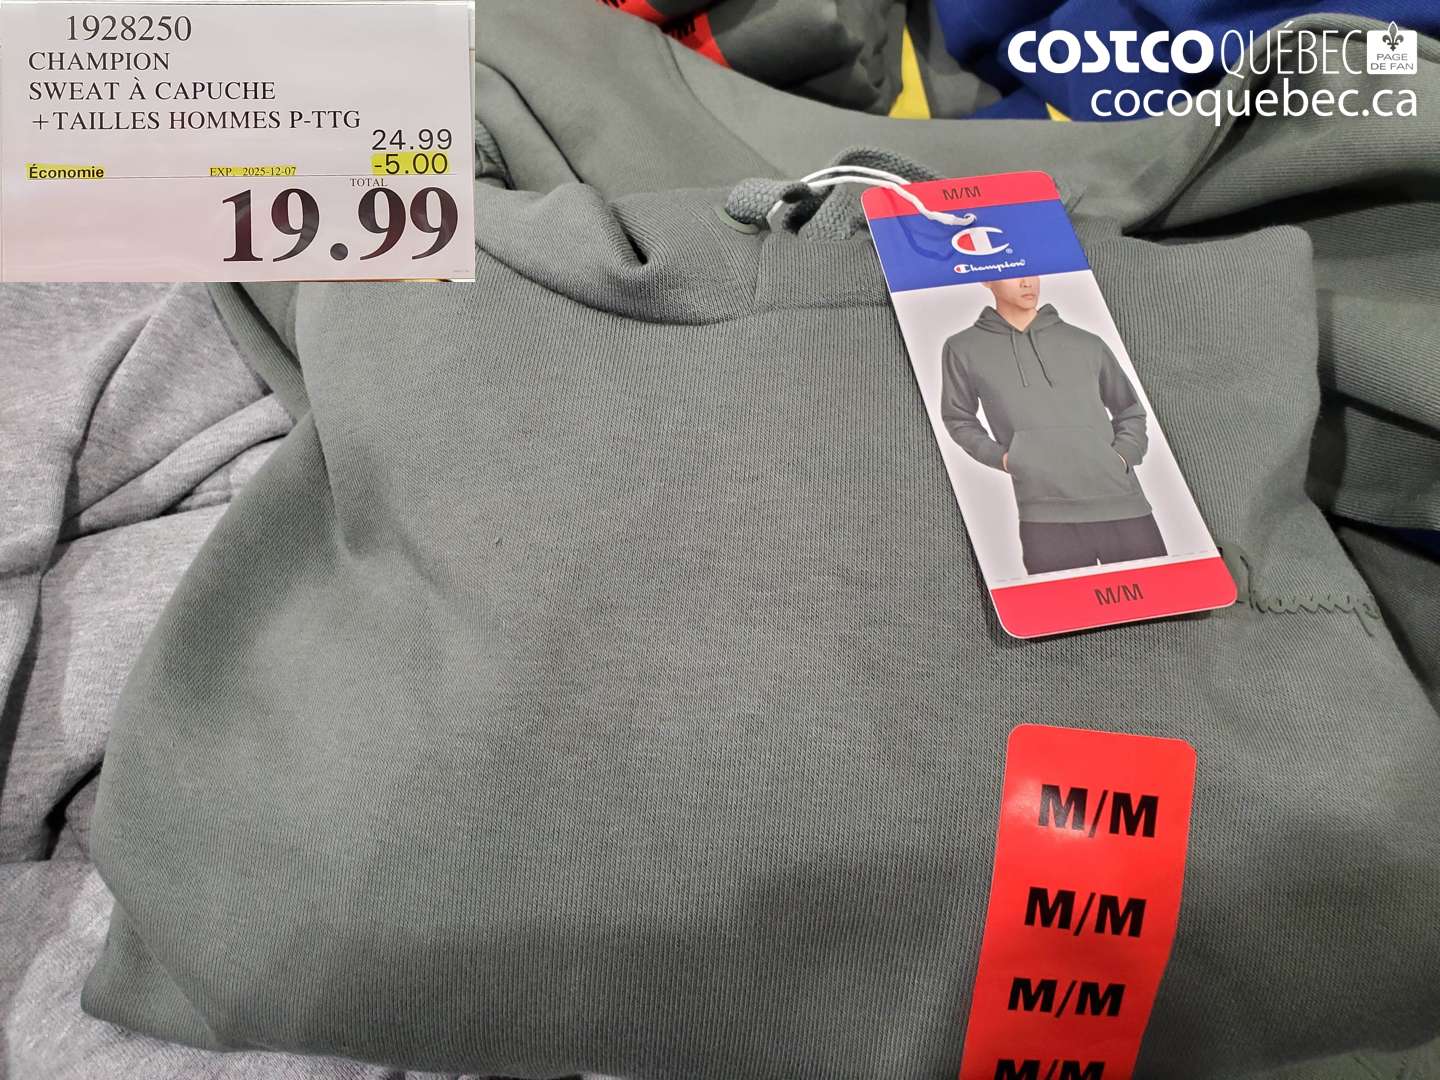 1928250
CHAMPION
SWEAT À CAPUCHE
+TAILLES HOMMES P-TTG
24.99
Économie
EXP. 2025-12-07
-5.00
TOTAL
19.99
COSTCO QUÉBEC
PAGE
DE FAN
cocoquebec.ca
M/M
Champion
M/M
Champ
M/M
M/M
M/M
M/M